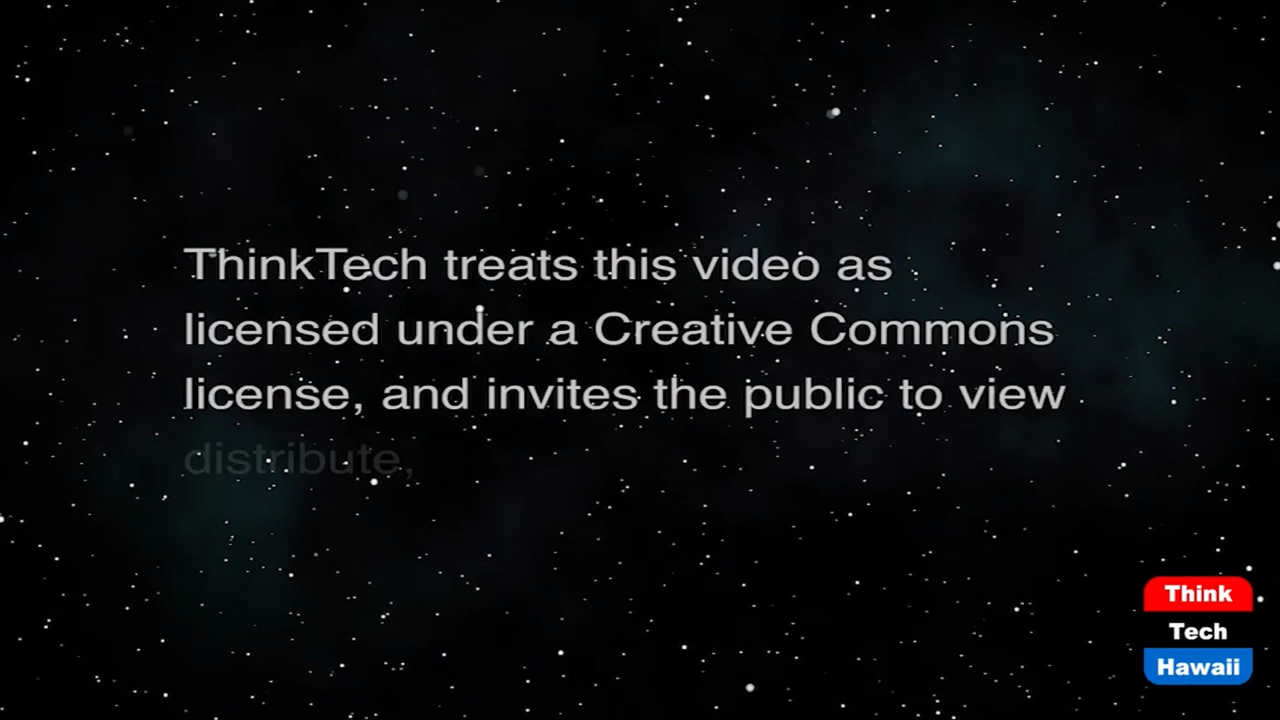 ThinkTech treats this video as
licensed under a Creative Commons
license, and invites the public to view
distribute,
Think
Tech
Hawaii